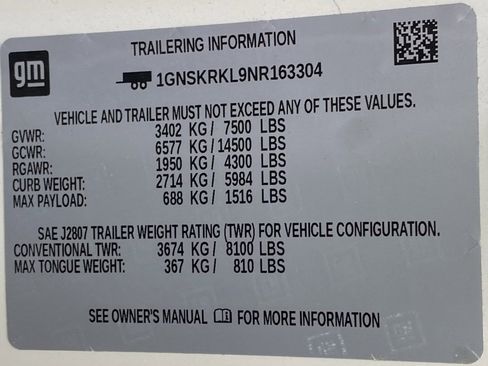 gm
TRAILERING INFORMATION
1GNSKRKL9NR163304
VEHICLE AND TRAILER MUST NOT EXCEED ANY OF THESE VALUES.
GVWR: 3402 KG / 7500 LBS
GCWR: 6577 KG / 14500 LBS
RGAWR: 1950 KG / 4300 LBS
CURB WEIGHT: 2714 KG / 5984 LBS
MAX PAYLOAD: 688 KG / 1516 LBS
SAE J2807 TRAILER WEIGHT RATING (TWR) FOR VEHICLE CONFIGURATION.
CONVENTIONAL TWR: 3674 KG / 8100 LBS
MAX TONGUE WEIGHT: 367 KG / 810 LBS
SEE OWNER'S MANUAL FOR MORE INFORMATION